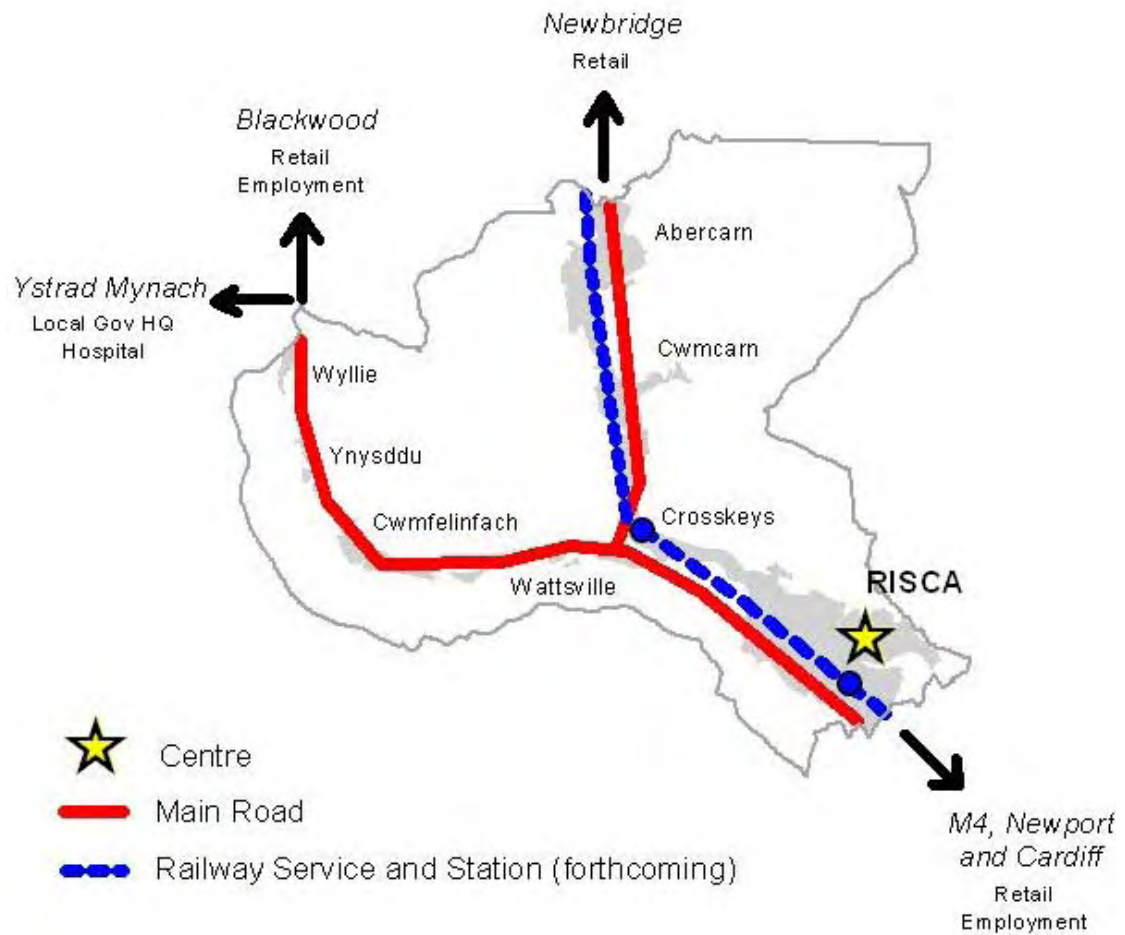 Newbridge
Retail
Blackwood
Retail
Employment
Ystrad Mynach
Local Gov HQ
Hospital
Abercarn
Cwmcarn
Wyllie
Ynysddu
Cwmfelinfach
Crosskeys
Wattsville
RISCA
Centre
Main Road
Railway Service and Station (forthcoming)
M4, Newport
and Cardiff
Retail
Employment